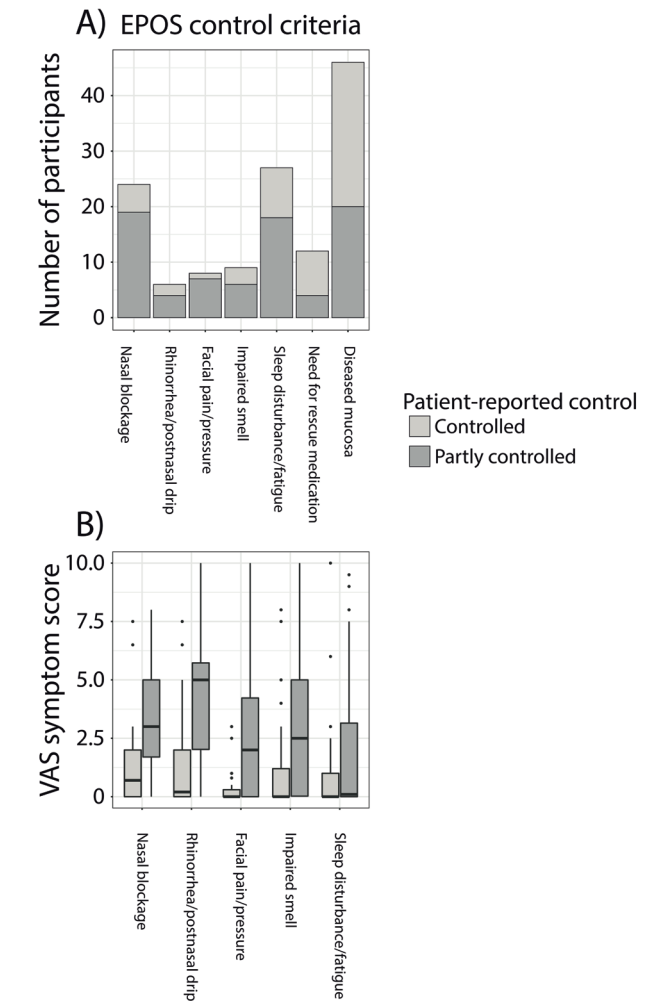 A) EPOS control criteria
Number of participants
40
30
20
10
0
Nasal blockage
Rhinorrhea/postnasal drip
Facial pain/pressure
Impaired smell
Sleep disturbance/fatigue
Need for rescue medication
Diseased mucosa
Patient-reported control
Controlled
Partly controlled
B)
VAS symptom score
10.0
7.5
5.0
2.5
0
Nasal blockage
Rhinorrhea/postnasal drip
Facial pain/pressure
Impaired smell
Sleep disturbance/fatigue